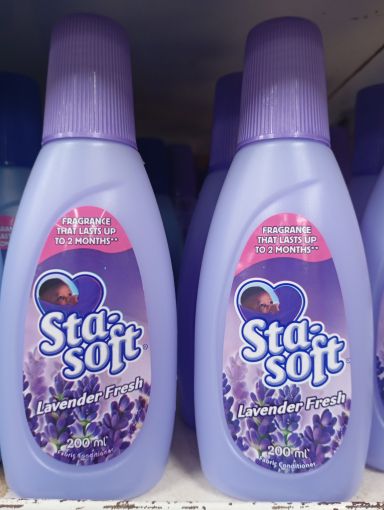 FRAGRANCE
THAT LASTS UP
TO 2 MONTHS**
Sta-
soft®
Lavender Fresh
200 ml℮
Fabric Conditioner
FRAGRANCE
THAT LASTS UP
TO 2 MONTHS**
Sta-
soft®
Lavender Fresh
200 ml℮
Fabric Conditioner